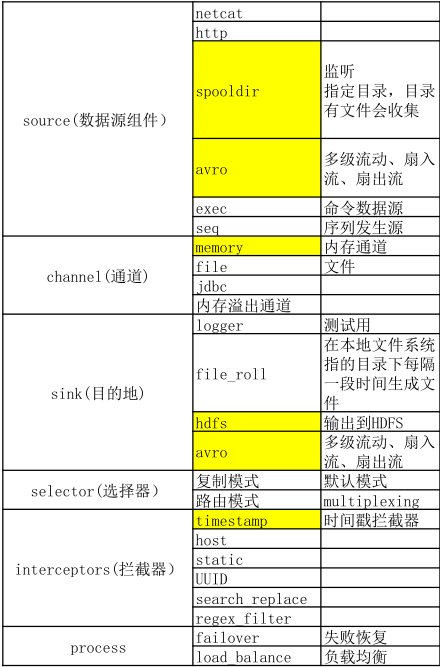 source(数据源组件)
netcat
http
spooldir
监听
指定目录，目录
有文件会收集
avro
多级流动、扇入
流、扇出流
exec
命令数据源
seq
序列发生源
channel(通道)
memory
内存通道
file
文件
jdbc
内存溢出通道
sink(目的地)
logger
测试用
file_roll
在本地文件系统
指的目录下每隔
一段时间生成文
件
hdfs
输出到HDFS
avro
多级流动、扇入
流、扇出流
selector(选择器)
复制模式
默认模式
路由模式
multiplexing
interceptors(拦截器)
timestamp
时间戳拦截器
host
static
UUID
search_replace
regex_filter
process
failover
失败恢复
load_balance
负载均衡